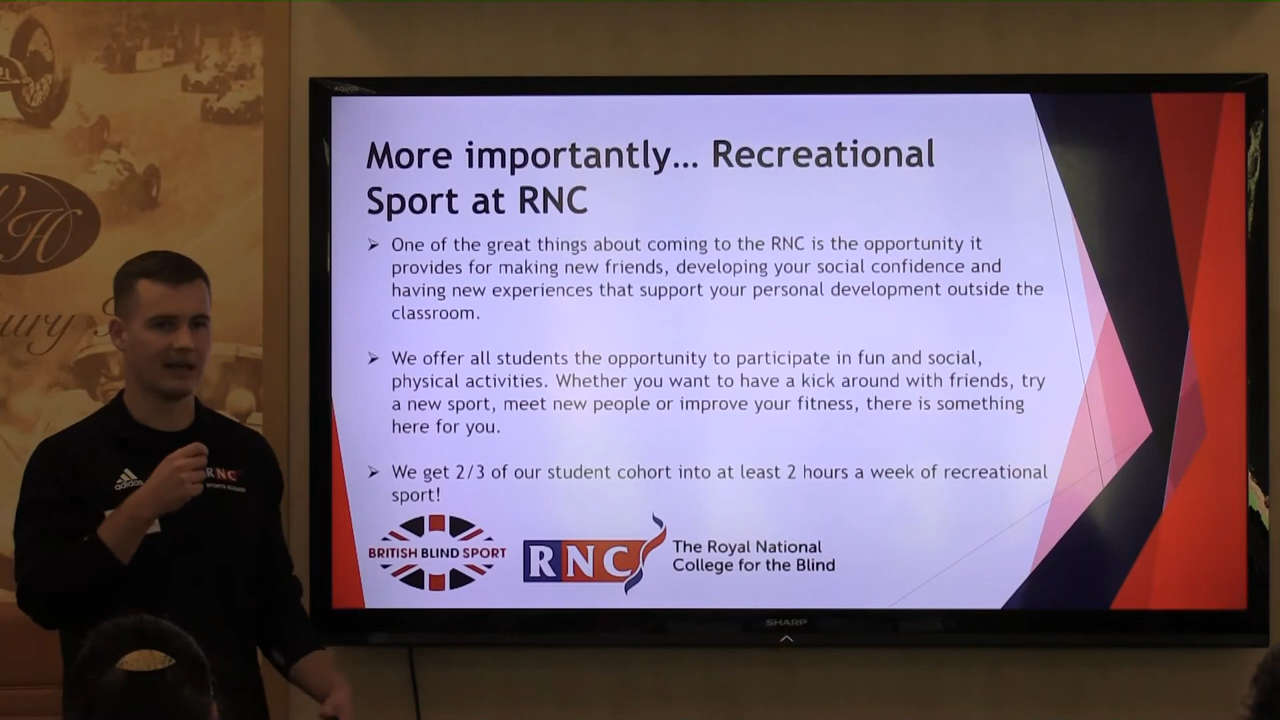 AQUOS
More importantly... Recreational
Sport at RNC
➢ One of the great things about coming to the RNC is the opportunity it
provides for making new friends, developing your social confidence and
having new experiences that support your personal development outside the
classroom.
➢ We offer all students the opportunity to participate in fun and social,
physical activities. Whether you want to have a kick around with friends, try
a new sport, meet new people or improve your fitness, there is something
here for you.
➢ We get 2/3 of our student cohort into at least 2 hours a week of recreational
sport!
BRITISH BLIND SPORT
RNC
The Royal National
College for the Blind
SHARP
adidas
RNC